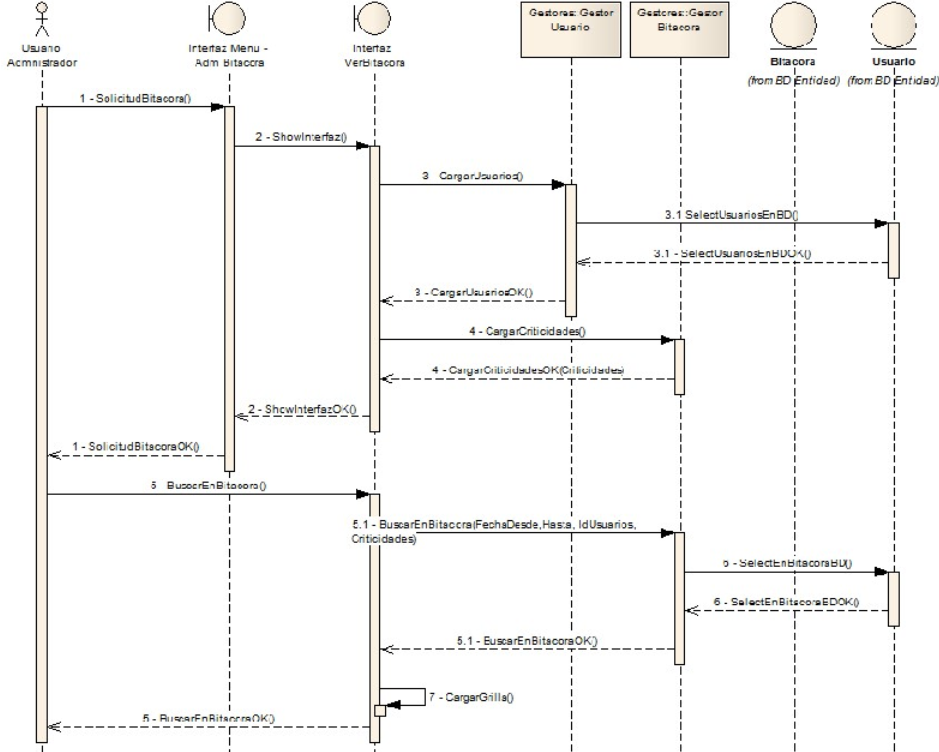 Usuario
Administrador
Interfaz Menu -
Adm Bitacora
Interfaz
VerBitacora
Gestores::Gestor
Usuario
Gestores::Gestor
Bitacora
Bitacora
(from BD Entidad)
Usuario
(from BD Entidad)
1 - SolicitudBitacora()
2 - ShowInterfaz()
3 - CargarUsuarios()
3.1 SelectUsuariosEnBD()
3.1 - SelectUsuariosEnBDOK()
3 - CargarUsuariosOK()
4 - CargarCriticidades()
4 - CargarCriticidadesOK(Criticidades)
2 - ShowInterfazOK()
1 - SolicitudBitacoraOK()
5 - BuscarEnBitacora()
5.1 - BuscarEnBitacora(FechaDesde,Hasta, IdUsuarios,
Criticidades)
6 - SelectEnBitacoraBD()
6 - SelectEnBitacoraBDOK()
5.1 - BuscarEnBitacoraOK()
7 - CargarGrilla()
5 - BuscarEnBitacoraOK()